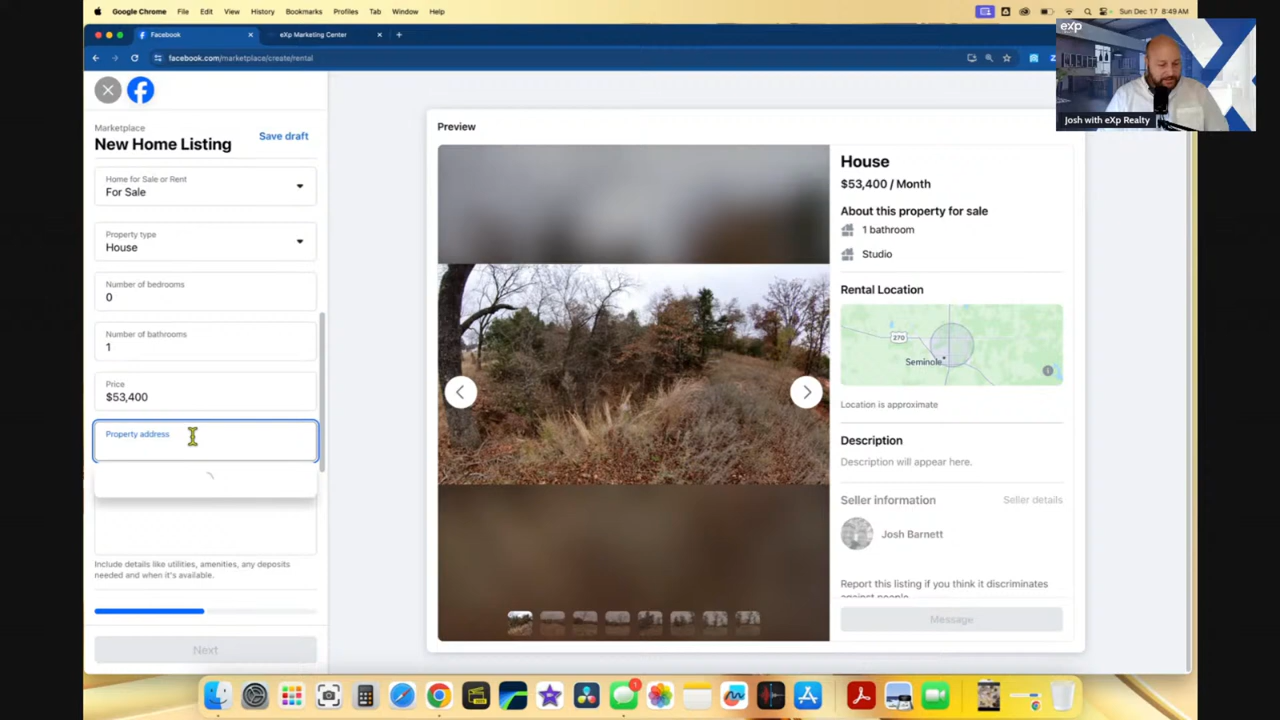 Google Chrome File Edit View History Bookmarks Profiles Tab Window Help
Sun Dec 17 8:49 AM
Facebook
eXp Marketing Center
facebook.com/marketplace/create/rental
eXp
Josh with eXp Realty
Marketplace
New Home Listing
Save draft
Home for Sale or Rent
For Sale
Property type
House
Number of bedrooms
0
Number of bathrooms
1
Price
$53,400
Property address
Include details like utilities, amenities, any deposits
needed and when it's available.
Next
Preview
House
$53,400 / Month
About this property for sale
1 bathroom
Studio
Rental Location
270
Seminole
Location is approximate
Description
Description will appear here.
Seller information
Seller details
Josh Barnett
Report this listing if you think it discriminates
against people
Message
1